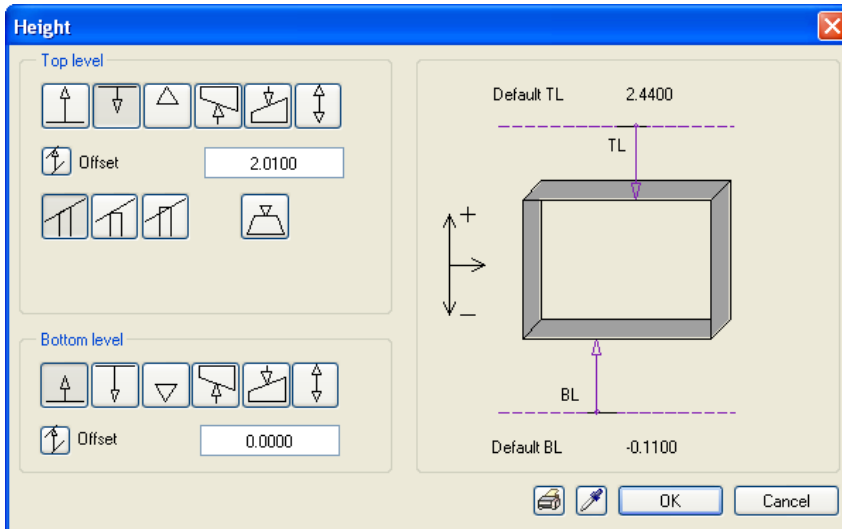 Height
Top level
Offset 2.0100
Bottom level
Offset 0.0000
Default TL 2.4400
TL
+
−
BL
Default BL -0.1100
OK Cancel